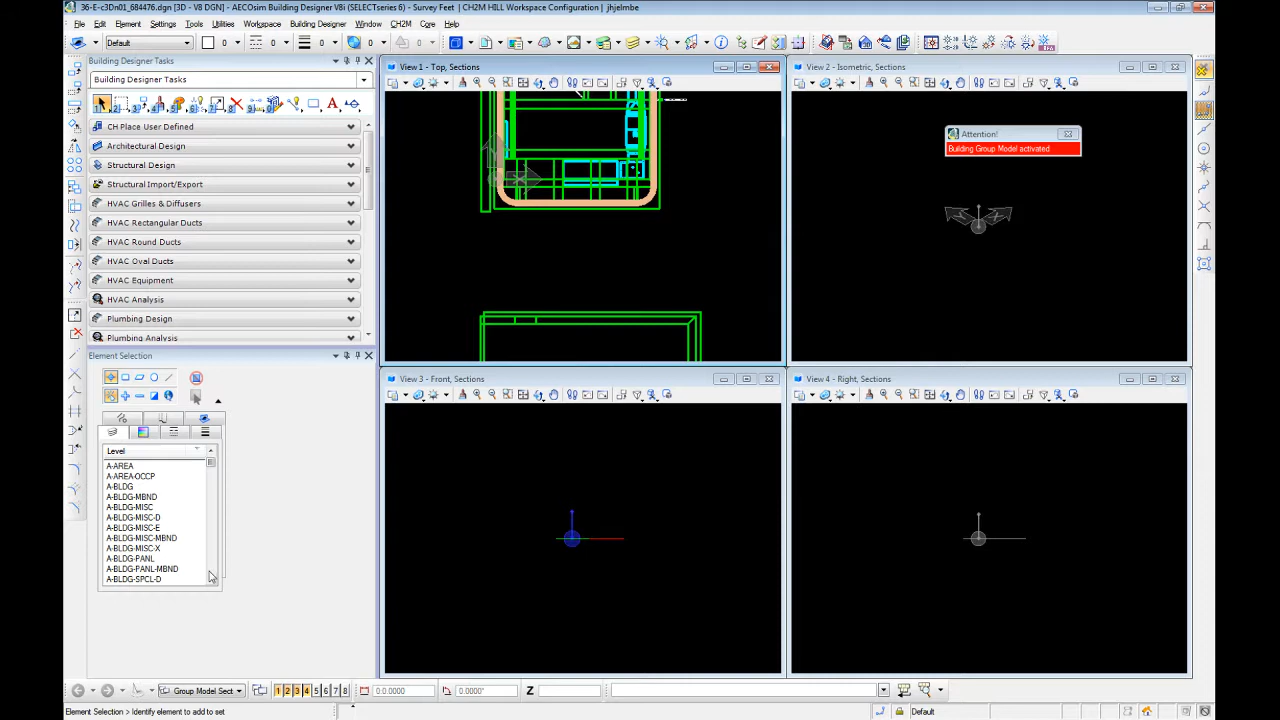 36-E-c3Dn01_684476.dgn [3D - V8 DGN] - AECOsim Building Designer V8i (SELECTseries 6) - Survey Feet | CH2M HILL Workspace Configuration | jhjelmbe
File Edit Element Settings Tools Utilities Workspace Building Designer Window CH2M Core Help
Default 0 0 0 0 0
Building Designer Tasks
Building Designer Tasks
CH Place User Defined
Architectural Design
Structural Design
Structural Import/Export
HVAC Grilles & Diffusers
HVAC Rectangular Ducts
HVAC Round Ducts
HVAC Oval Ducts
HVAC Equipment
HVAC Analysis
Plumbing Design
Plumbing Analysis
Element Selection
Level
A-AREA
A-AREA-OCCP
A-BLDG
A-BLDG-MBND
A-BLDG-MISC
A-BLDG-MISC-D
A-BLDG-MISC-E
A-BLDG-MISC-MBND
A-BLDG-MISC-X
A-BLDG-PANL
A-BLDG-PANL-MBND
A-BLDG-SPCL-D
View 1 - Top, Sections
X
View 2 - Isometric, Sections
Attention!
Building Group Model activated
View 3 - Front, Sections
View 4 - Right, Sections
Group Model Sect 1 2 3 4 5 6 7 8 0:0.0000 0.0000° Z
Element Selection > Identify element to add to set
Default